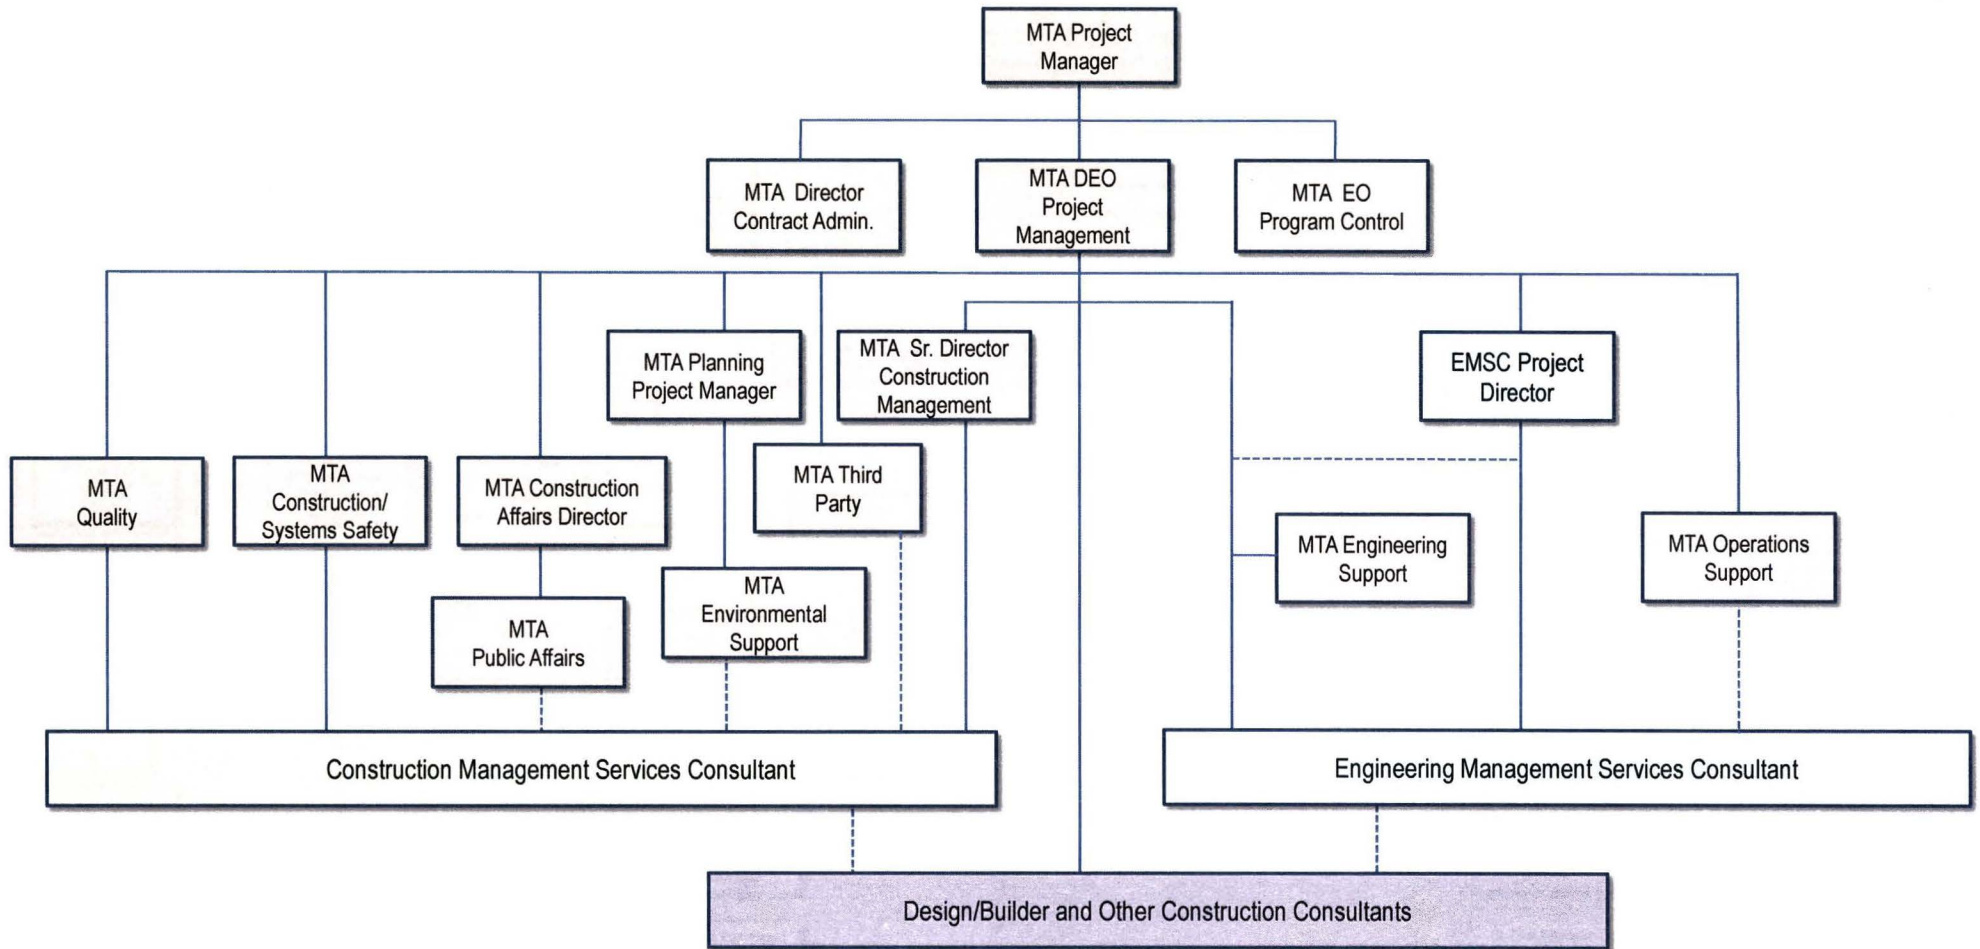 MTA Project
Manager
MTA Director
Contract Admin.
MTA DEO
Project
Management
MTA EO
Program Control
MTA Planning
Project Manager
MTA Sr. Director
Construction
Management
EMSC Project
Director
MTA
Quality
MTA
Construction/
Systems Safety
MTA Construction
Affairs Director
MTA Third
Party
MTA Engineering
Support
MTA Operations
Support
MTA
Public Affairs
MTA
Environmental
Support
Construction Management Services Consultant
Engineering Management Services Consultant
Design/Builder and Other Construction Consultants